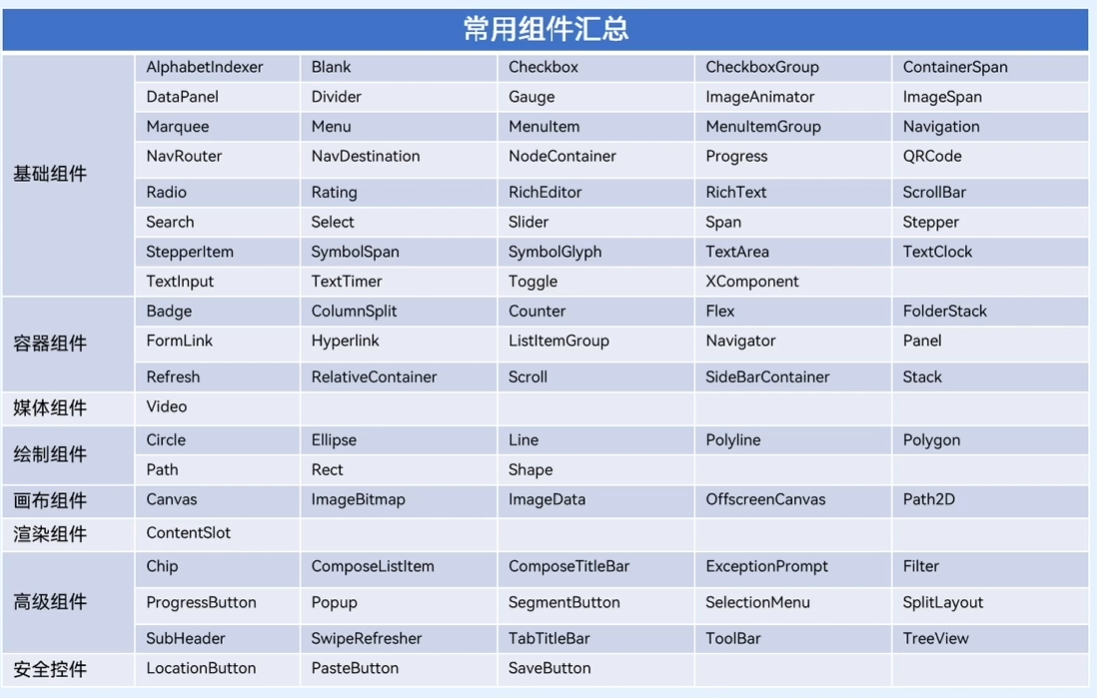 常用组件汇总
基础组件
AlphabetIndexer Blank Checkbox CheckboxGroup ContainerSpan
DataPanel Divider Gauge ImageAnimator ImageSpan
Marquee Menu MenuItem MenuItemGroup Navigation
NavRouter NavDestination NodeContainer Progress QRCode
Radio Rating RichEditor RichText ScrollBar
Search Select Slider Span Stepper
StepperItem SymbolSpan SymbolGlyph TextArea TextClock
TextInput TextTimer Toggle XComponent
容器组件
Badge ColumnSplit Counter Flex FolderStack
FormLink Hyperlink ListItemGroup Navigator Panel
Refresh RelativeContainer Scroll SideBarContainer Stack
媒体组件 Video
绘制组件
Circle Ellipse Line Polyline Polygon
Path Rect Shape
画布组件 Canvas ImageBitmap ImageData OffscreenCanvas Path2D
渲染组件 ContentSlot
高级组件
Chip ComposeListItem ComposeTitleBar ExceptionPrompt Filter
ProgressButton Popup SegmentButton SelectionMenu SplitLayout
SubHeader SwipeRefresher TabTitleBar ToolBar TreeView
安全控件 LocationButton PasteButton SaveButton